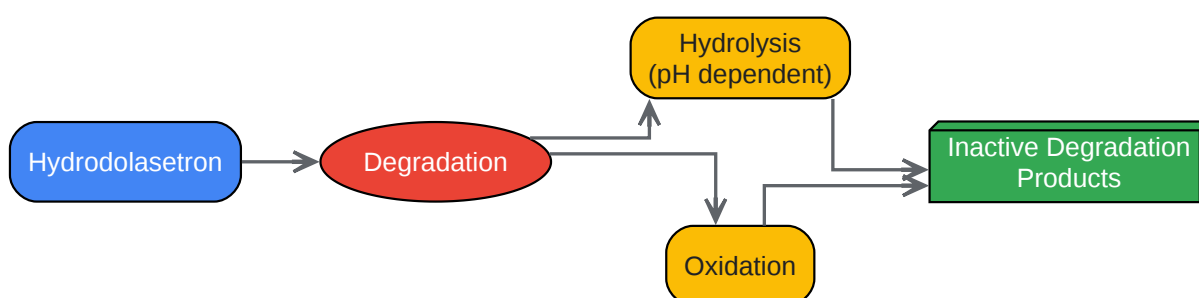 Hydrodolasetron
Degradation
Hydrolysis
(pH dependent)
Oxidation
Inactive Degradation
Products